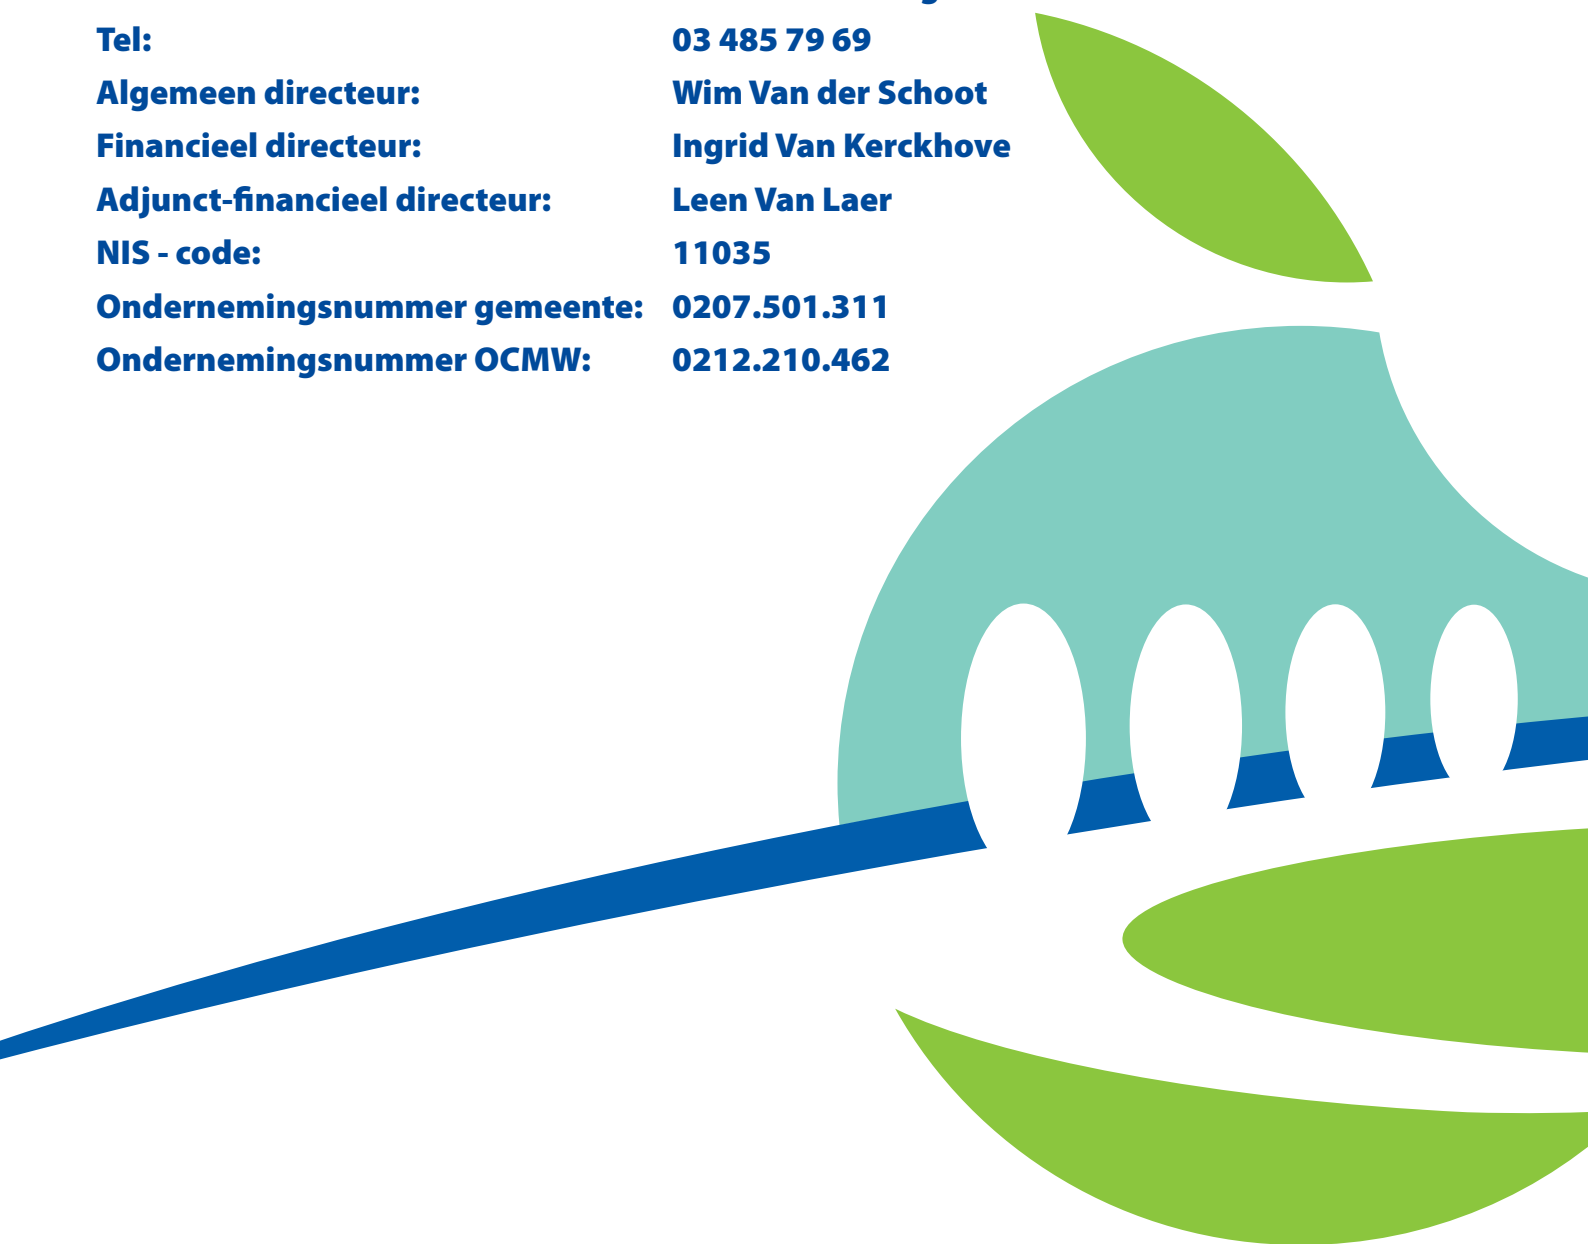 Tel: 03 485 79 69
Algemeen directeur: Wim Van der Schoot
Financieel directeur: Ingrid Van Kerckhove
Adjunct-financieel directeur: Leen Van Laer
NIS - code: 11035
Ondernemingsnummer gemeente: 0207.501.311
Ondernemingsnummer OCMW: 0212.210.462